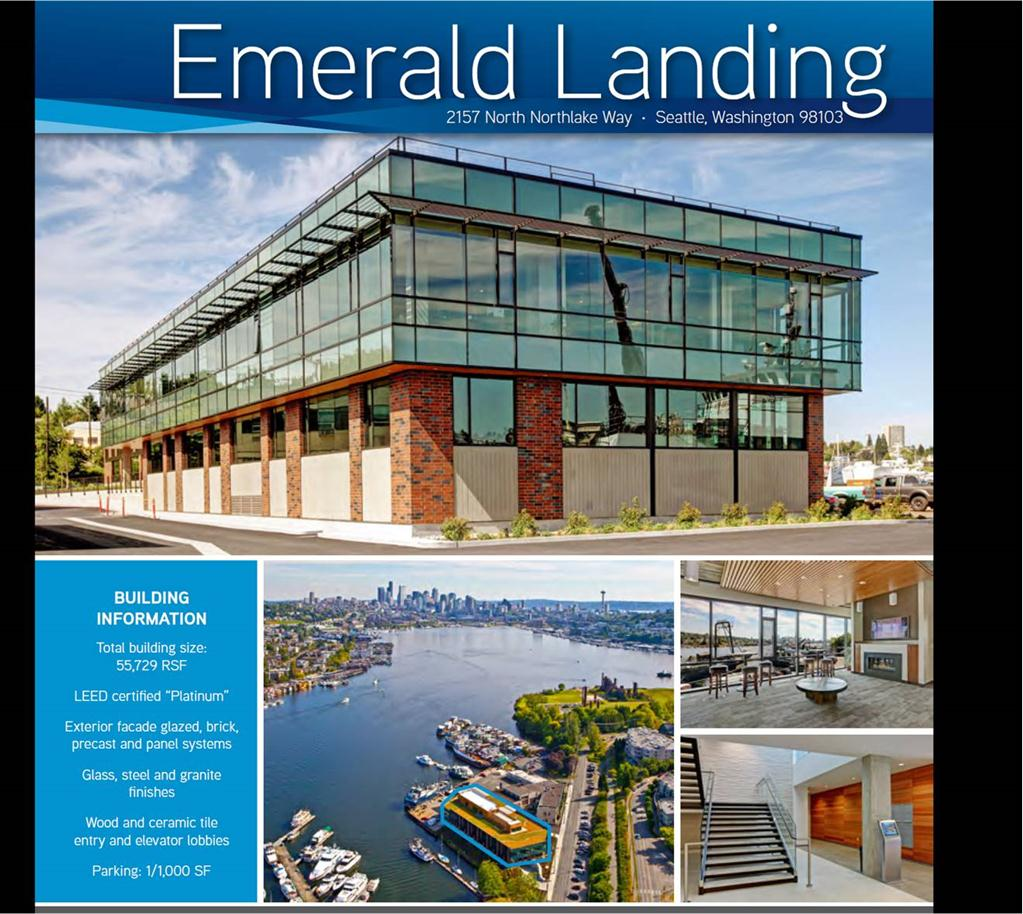 Emerald Landing
2157 North Northlake Way · Seattle, Washington 98103
BUILDING
INFORMATION
Total building size:
55,729 RSF
LEED certified "Platinum"
Exterior facade glazed, brick,
precast and panel systems
Glass, steel and granite
finishes
Wood and ceramic tile
entry and elevator lobbies
Parking: 1/1,000 SF